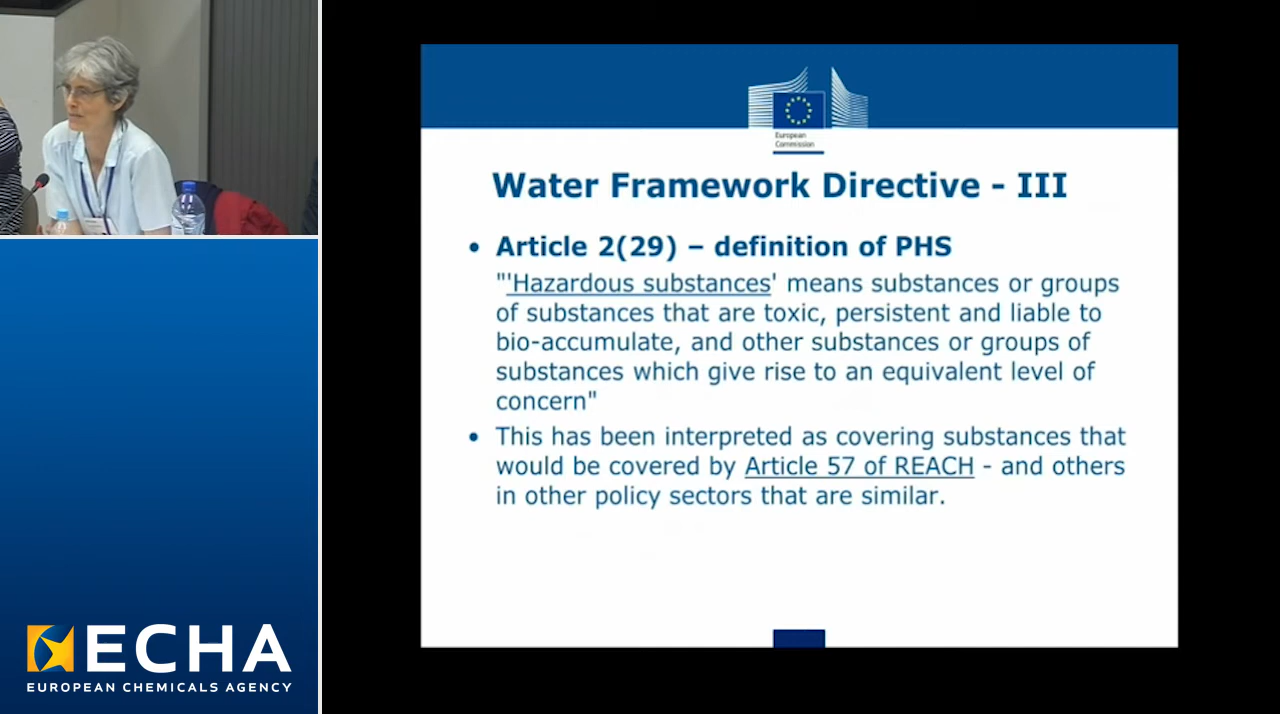 European
Commission
Water Framework Directive - III
• Article 2(29) – definition of PHS
"'Hazardous substances' means substances or groups
of substances that are toxic, persistent and liable to
bio-accumulate, and other substances or groups of
substances which give rise to an equivalent level of
concern"
• This has been interpreted as covering substances that
would be covered by Article 57 of REACH - and others
in other policy sectors that are similar.
ECHA
EUROPEAN CHEMICALS AGENCY